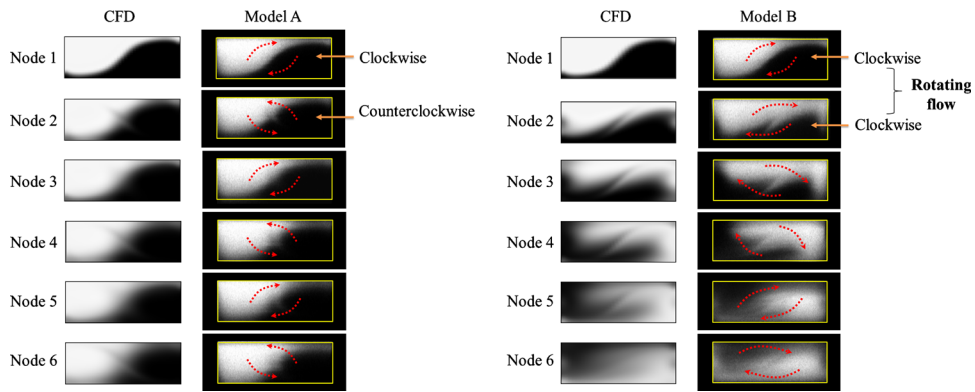 CFD Model A CFD Model B
Node 1 Clockwise Node 1 Clockwise
Rotating
flow
Node 2 Counterclockwise Node 2 Clockwise
Node 3 Node 3
Node 4 Node 4
Node 5 Node 5
Node 6 Node 6